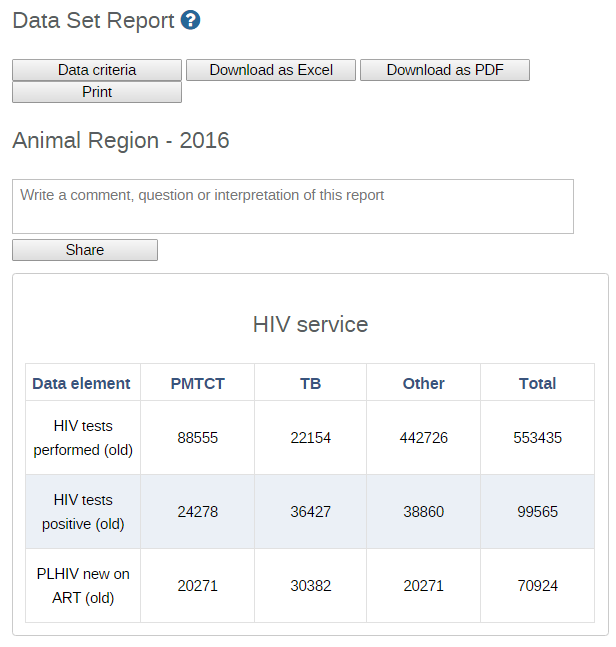 Data Set Report ?
Data criteria Download as Excel Download as PDF
Print
Animal Region - 2016
Write a comment, question or interpretation of this report
Share
HIV service
Data element PMTCT TB Other Total
HIV tests
performed (old) 88555 22154 442726 553435
HIV tests
positive (old) 24278 36427 38860 99565
PLHIV new on
ART (old) 20271 30382 20271 70924